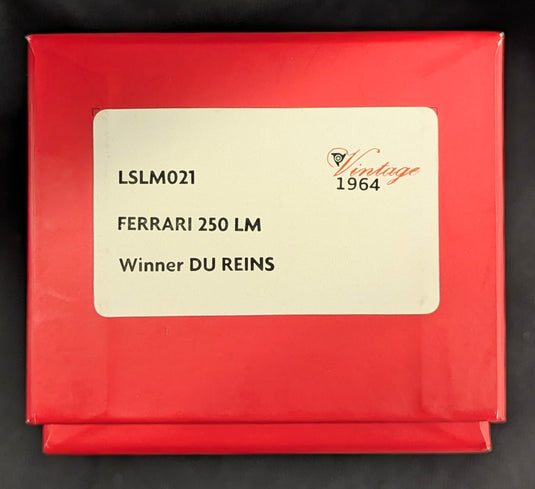 LSLM021
Vintage
1964
FERRARI 250 LM
Winner DU REINS